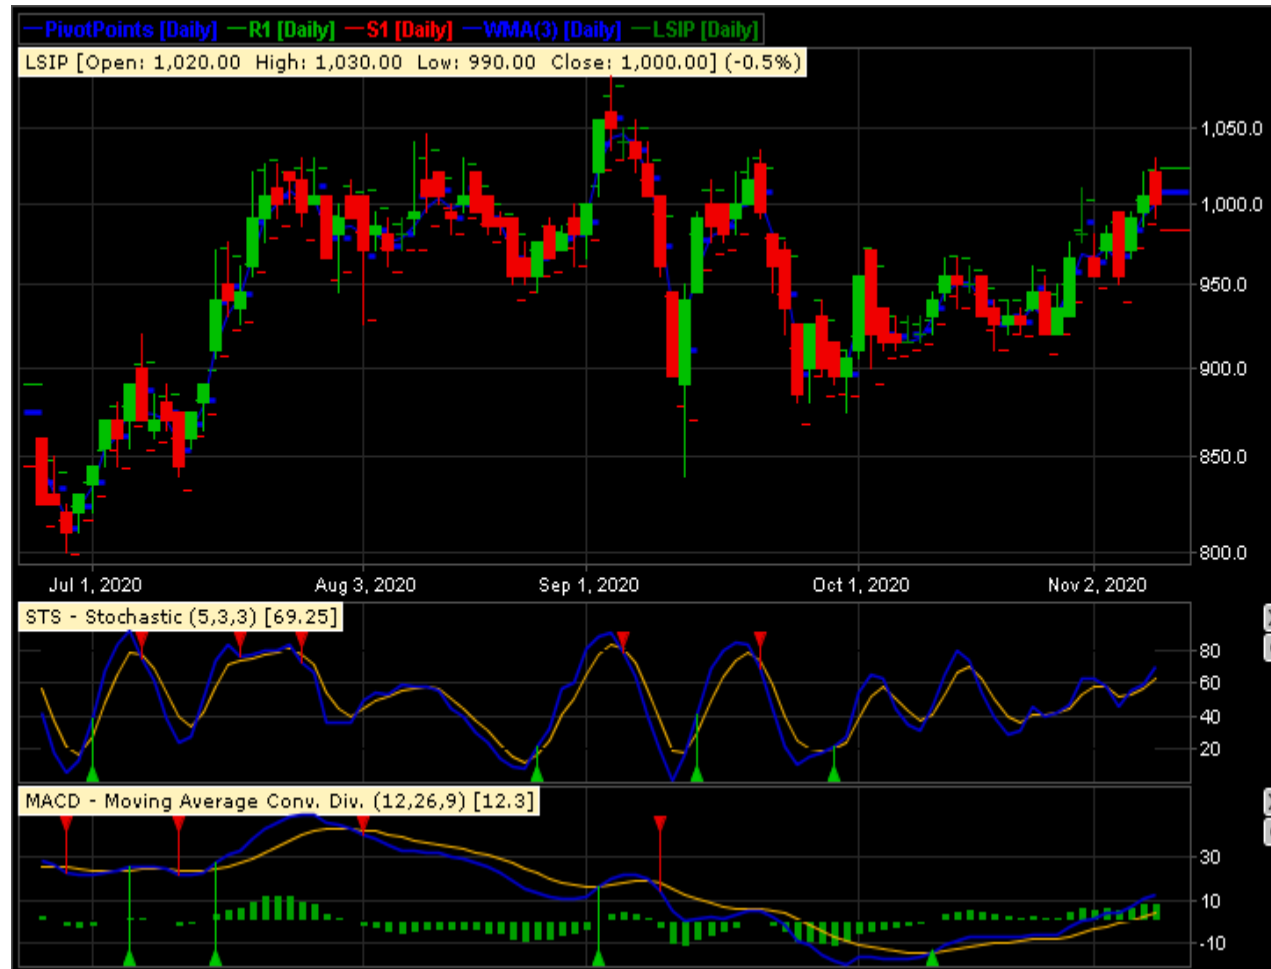 PivotPoints [Daily] R1 [Daily] S1 [Daily] WMA(3) [Daily] LSIP [Daily]
LSIP [Open: 1,020.00 High: 1,030.00 Low: 990.00 Close: 1,000.00] (-0.5%)
1,050.0
1,000.0
950.0
900.0
850.0
800.0
Jul 1, 2020 Aug 3, 2020 Sep 1, 2020 Oct 1, 2020 Nov 2, 2020
STS - Stochastic (5,3,3) [69.25]
80
60
40
20
MACD - Moving Average Conv. Div. (12,26,9) [12.3]
30
10
-10